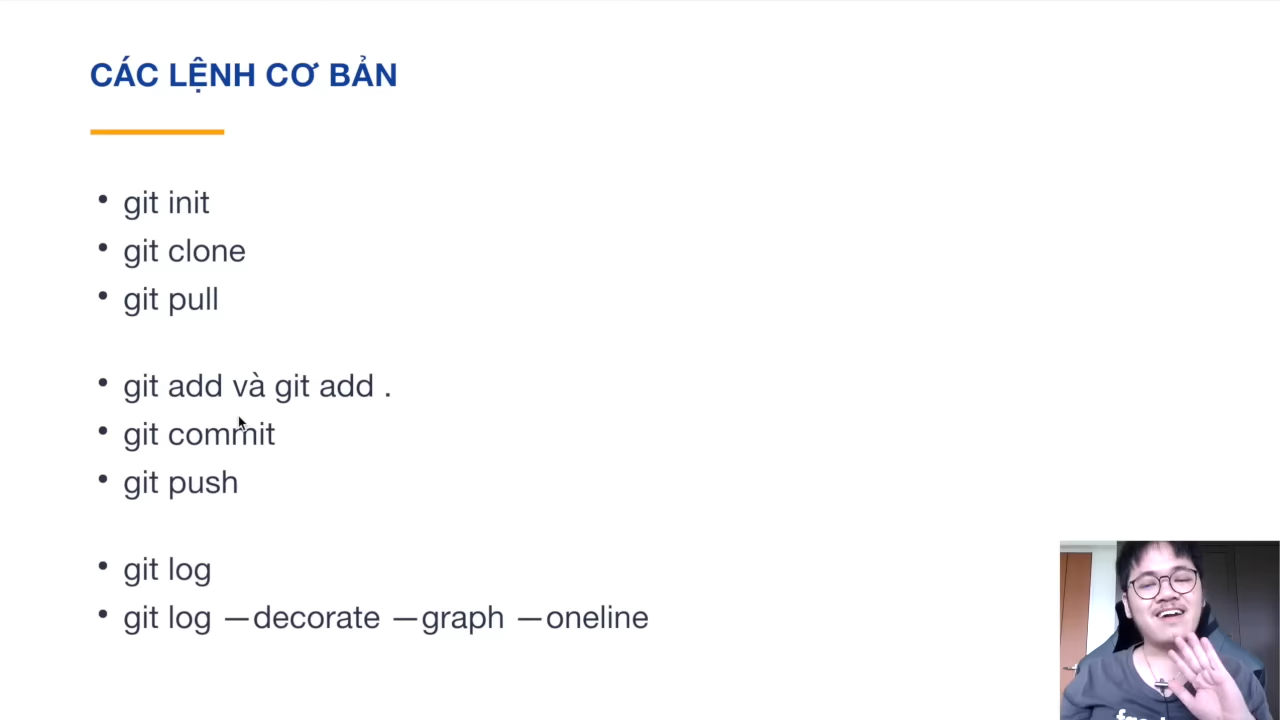 CÁC LỆNH CƠ BẢN
• git init
• git clone
• git pull
• git add và git add .
• git commit
• git push
• git log
• git log —decorate —graph —oneline